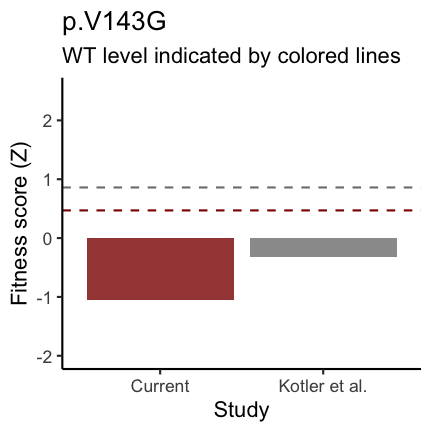 p.V143G
WT level indicated by colored lines
Fitness score (Z)
2
1
0
-1
-2
Current
Kotler et al.
Study